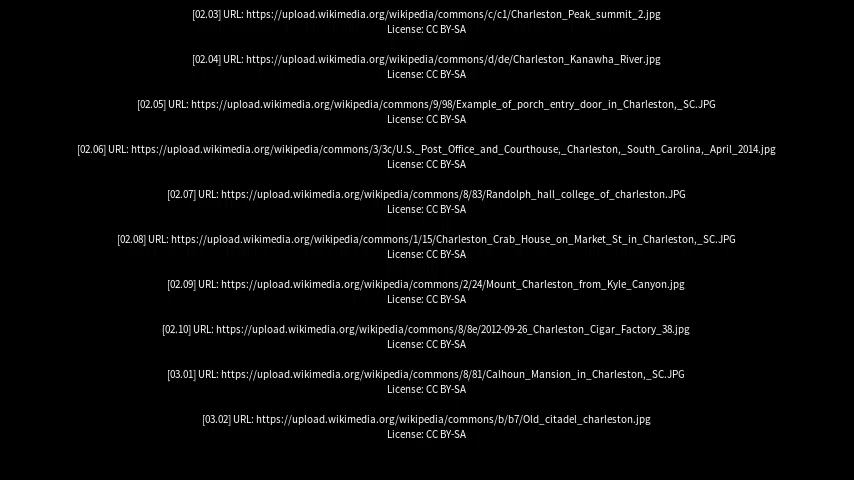 [02.03] URL: https://upload.wikimedia.org/wikipedia/commons/c/c1/Charleston_Peak_summit_2.jpg
License: CC BY-SA
[02.04] URL: https://upload.wikimedia.org/wikipedia/commons/d/de/Charleston_Kanawha_River.jpg
License: CC BY-SA
[02.05] URL: https://upload.wikimedia.org/wikipedia/commons/9/98/Example_of_porch_entry_door_in_Charleston,_SC.JPG
License: CC BY-SA
[02.06] URL: https://upload.wikimedia.org/wikipedia/commons/3/3c/U.S._Post_Office_and_Courthouse,_Charleston,_South_Carolina,_April_2014.jpg
License: CC BY-SA
[02.07] URL: https://upload.wikimedia.org/wikipedia/commons/8/83/Randolph_hall_college_of_charleston.JPG
License: CC BY-SA
[02.08] URL: https://upload.wikimedia.org/wikipedia/commons/1/15/Charleston_Crab_House_on_Market_St_in_Charleston,_SC.JPG
License: CC BY-SA
[02.09] URL: https://upload.wikimedia.org/wikipedia/commons/2/24/Mount_Charleston_from_Kyle_Canyon.jpg
License: CC BY-SA
[02.10] URL: https://upload.wikimedia.org/wikipedia/commons/8/8e/2012-09-26_Charleston_Cigar_Factory_38.jpg
License: CC BY-SA
[03.01] URL: https://upload.wikimedia.org/wikipedia/commons/8/81/Calhoun_Mansion_in_Charleston,_SC.JPG
License: CC BY-SA
[03.02] URL: https://upload.wikimedia.org/wikipedia/commons/b/b7/Old_citadel_charleston.jpg
License: CC BY-SA